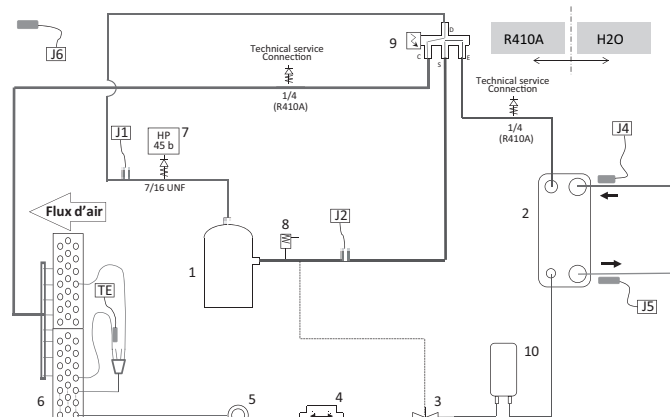 J6
9
D
C
S
E
R410A
H2O
Technical service
Connection
1/4
(R410A)
Technical service
Connection
1/4
(R410A)
J1
HP
45 b
7
7/16 UNF
J4
Flux d'air
2
8
J2
1
TE
J5
10
6
5
4
3